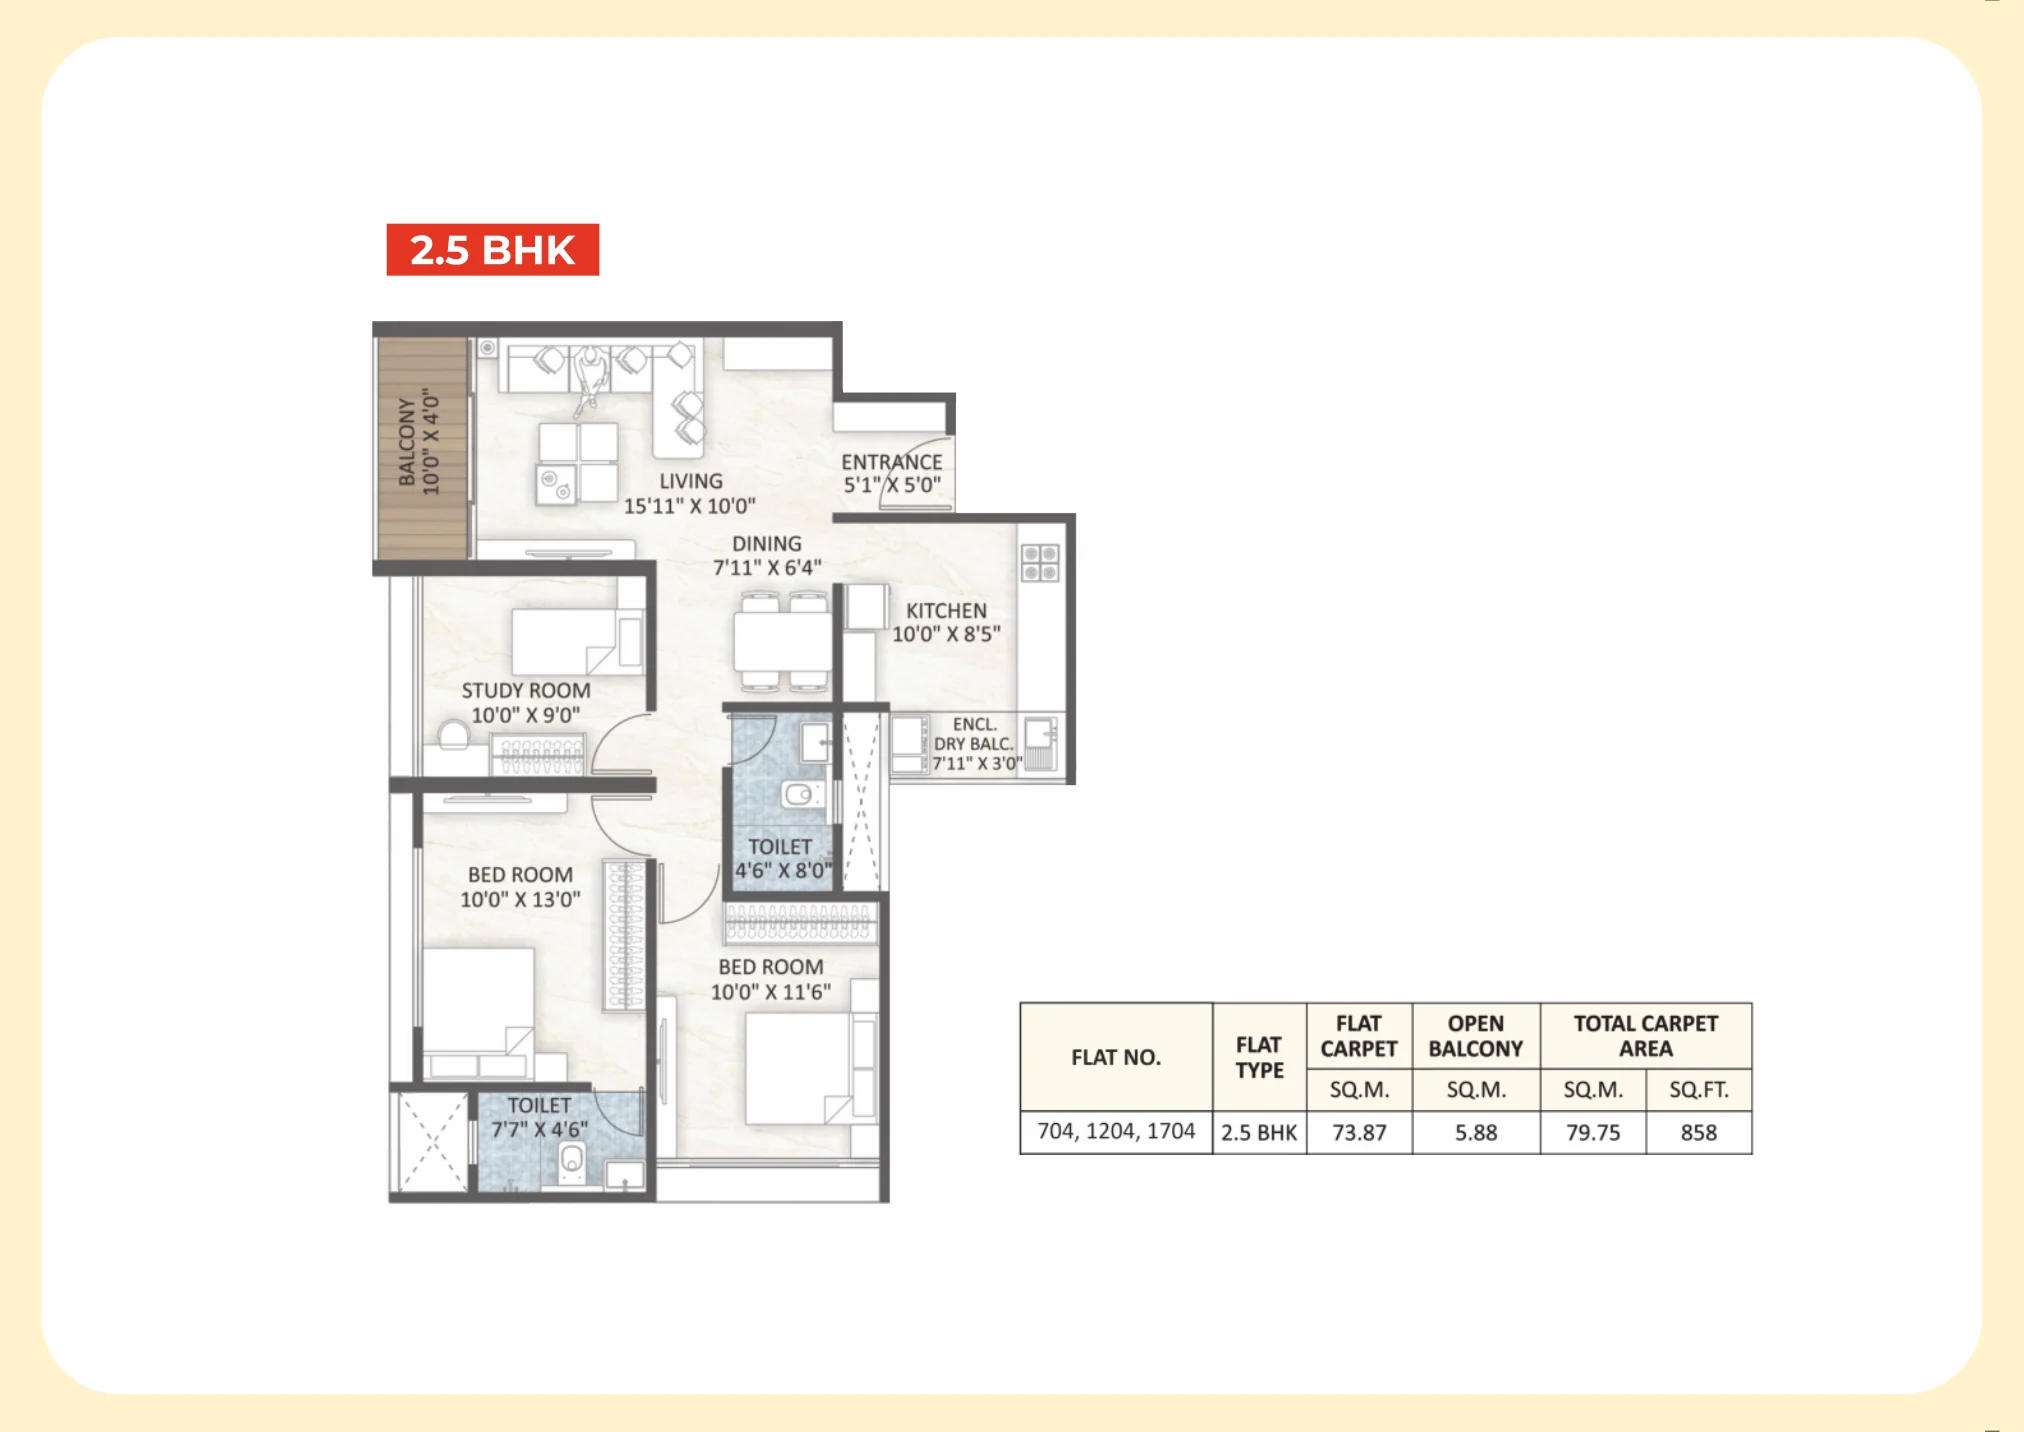 2.5 BHK
BALCONY
10'0" X 4'0"
LIVING
15'11" X 10'0"
ENTRANCE
5'1" X 5'0"
DINING
7'11" X 6'4"
KITCHEN
10'0" X 8'5"
STUDY ROOM
10'0" X 9'0"
ENCL.
DRY BALC.
7'11" X 3'0"
TOILET
4'6" X 8'0"
BED ROOM
10'0" X 13'0"
BED ROOM
10'0" X 11'6"
TOILET
7'7" X 4'6"
FLAT NO.
FLAT
TYPE
FLAT
CARPET
OPEN
BALCONY
TOTAL CARPET
AREA
SQ.M. SQ.M. SQ.M. SQ.FT.
704, 1204, 1704 2.5 BHK 73.87 5.88 79.75 858